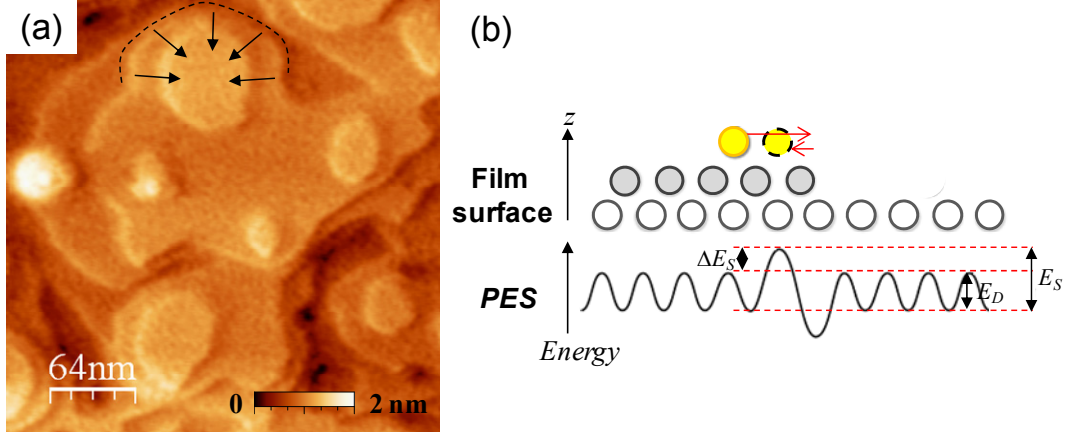 (a)
64nm
0
2 nm
(b)
z
Film
surface
ΔE_S
E_D
E_S
PES
Energy